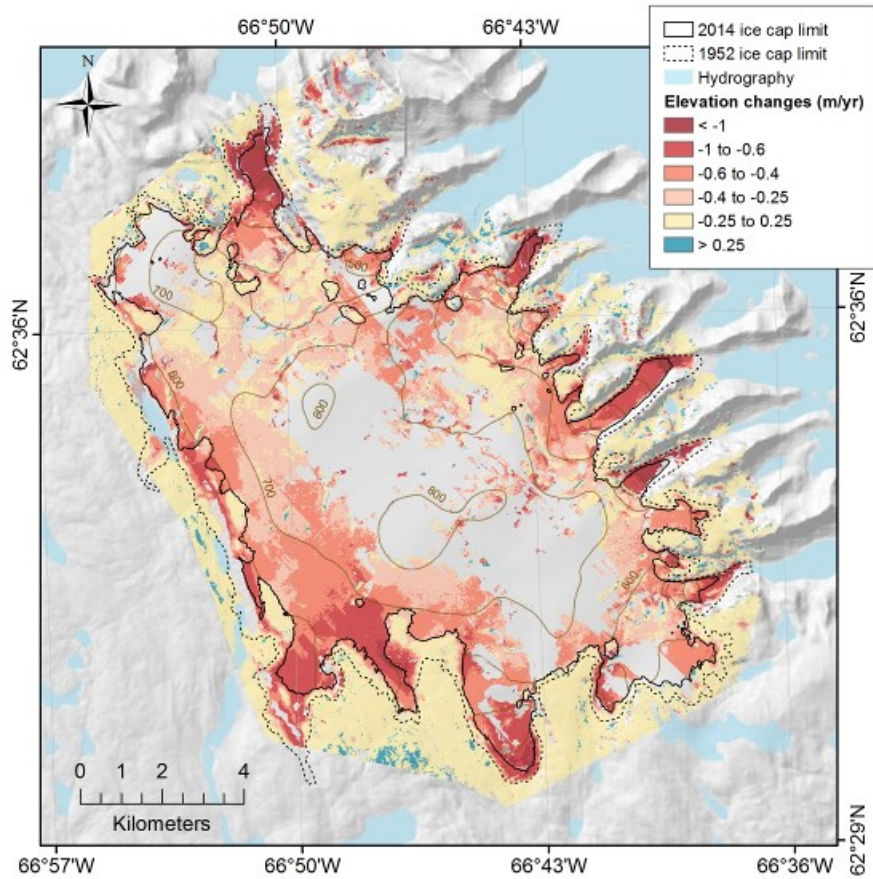 66°50'W
66°43'W
N
2014 ice cap limit
1952 ice cap limit
Hydrography
Elevation changes (m/yr)
< -1
-1 to -0.6
-0.6 to -0.4
-0.4 to -0.25
-0.25 to 0.25
> 0.25
62°36'N
62°36'N
700
600
600
800
700
800
600
0 1 2 4
Kilometers
62°29'N
66°57'W
66°50'W
66°43'W
66°36'W